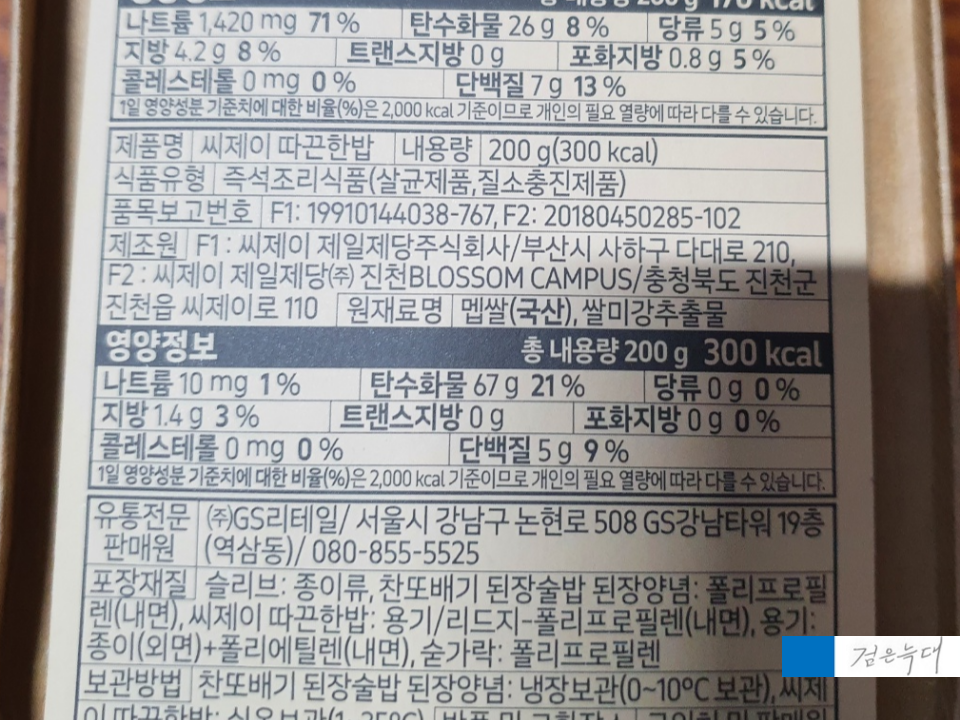 총 내용량 200 g 170 kcal
나트륨 1,420 mg 71 % 탄수화물 26 g 8 % 당류 5 g 5 %
지방 4.2 g 8 % 트랜스지방 0 g 포화지방 0.8 g 5 %
콜레스테롤 0 mg 0 % 단백질 7 g 13 %
1일 영양성분 기준치에 대한 비율(%)은 2,000 kcal 기준이므로 개인의 필요 열량에 따라 다를 수 있습니다.
제품명 씨제이 따끈한밥 내용량 200 g(300 kcal)
식품유형 즉석조리식품(살균제품,질소충진제품)
품목보고번호 F1: 19910144038-767, F2: 20180450285-102
제조원 F1 : 씨제이 제일제당주식회사/부산시 사하구 다대로 210,
F2 : 씨제이 제일제당㈜ 진천BLOSSOM CAMPUS/충청북도 진천군
진천읍 씨제이로 110 원재료명 멥쌀(국산), 쌀미강추출물
영양정보 총 내용량 200 g 300 kcal
나트륨 10 mg 1 % 탄수화물 67 g 21 % 당류 0 g 0 %
지방 1.4 g 3 % 트랜스지방 0 g 포화지방 0 g 0 %
콜레스테롤 0 mg 0 % 단백질 5 g 9 %
1일 영양성분 기준치에 대한 비율(%)은 2,000 kcal 기준이므로 개인의 필요 열량에 따라 다를 수 있습니다.
유통전문 ㈜GS리테일/ 서울시 강남구 논현로 508 GS강남타워 19층
판매원 (역삼동)/ 080-855-5525
포장재질 슬리브: 종이류, 찬또배기 된장술밥 된장양념: 폴리프로필
렌(내면), 씨제이 따끈한밥: 용기/리드지-폴리프로필렌(내면), 용기:
종이(외면)+폴리에틸렌(내면), 숟가락: 폴리프로필렌
보관방법 찬또배기 된장술밥 된장양념: 냉장보관(0~10ºC 보관), 씨제
이 따끈한밥: 실온보관(1~35ºC)
검은늑대